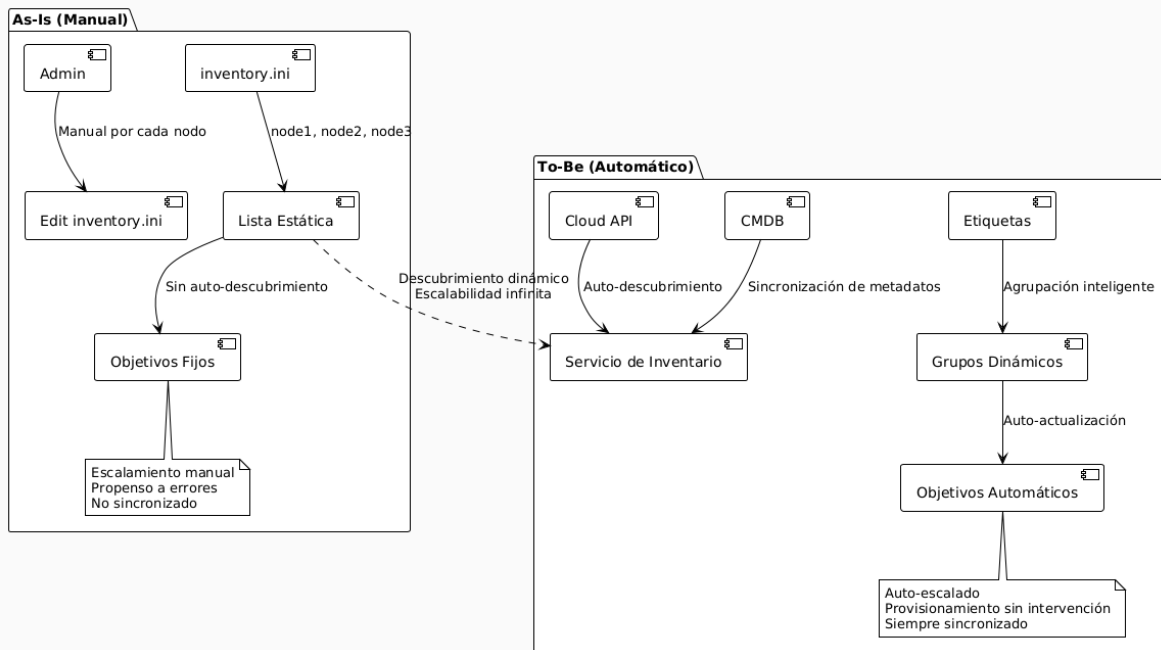 As-Is (Manual)
Admin
inventory.ini
Manual por cada nodo
node1, node2, node3
Edit inventory.ini
Lista Estática
Sin auto-descubrimiento
Objetivos Fijos
Escalamiento manual
Propenso a errores
No sincronizado
Descubrimiento dinámico
Escalabilidad infinita
To-Be (Automático)
Cloud API
CMDB
Etiquetas
Auto-descubrimiento
Sincronización de metadatos
Agrupación inteligente
Servicio de Inventario
Grupos Dinámicos
Auto-actualización
Objetivos Automáticos
Auto-escalado
Provisionamiento sin intervención
Siempre sincronizado